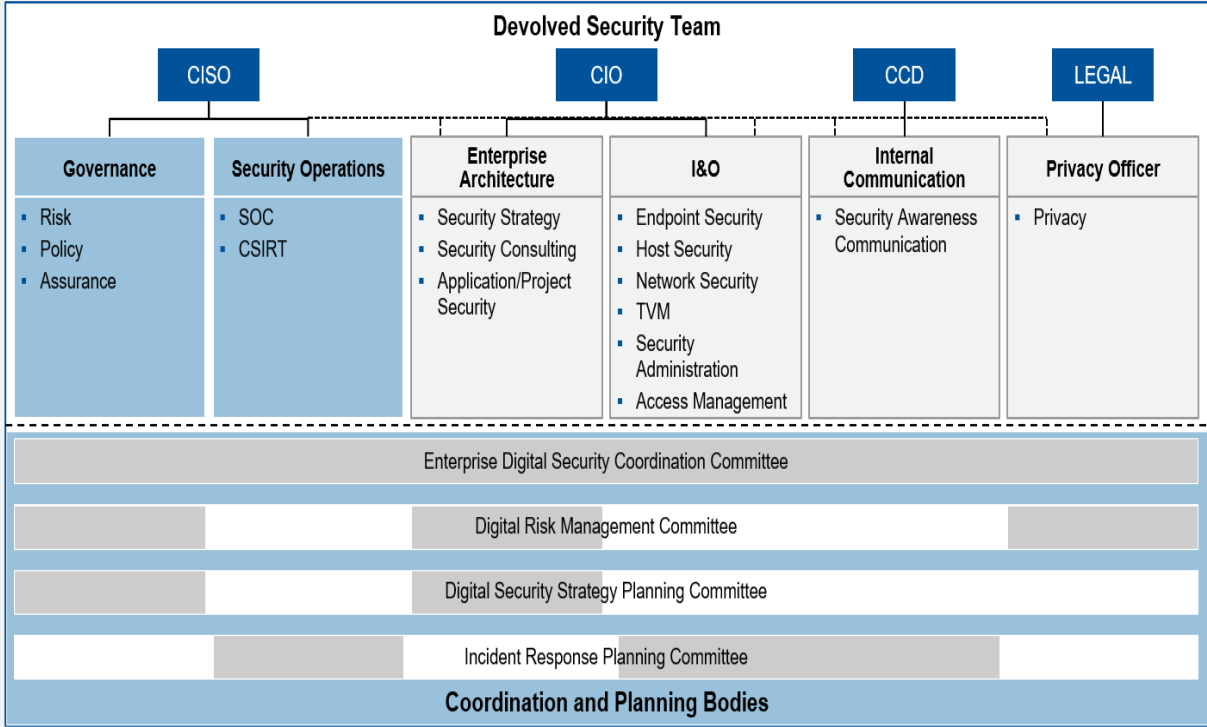 Devolved Security Team
CISO
CIO
CCD
LEGAL
Governance
▪ Risk
▪ Policy
▪ Assurance
Security Operations
▪ SOC
▪ CSIRT
Enterprise
Architecture
▪ Security Strategy
▪ Security Consulting
▪ Application/Project
Security
I&O
▪ Endpoint Security
▪ Host Security
▪ Network Security
▪ TVM
▪ Security
Administration
▪ Access Management
Internal
Communication
▪ Security Awareness
Communication
Privacy Officer
▪ Privacy
Enterprise Digital Security Coordination Committee
Digital Risk Management Committee
Digital Security Strategy Planning Committee
Incident Response Planning Committee
Coordination and Planning Bodies